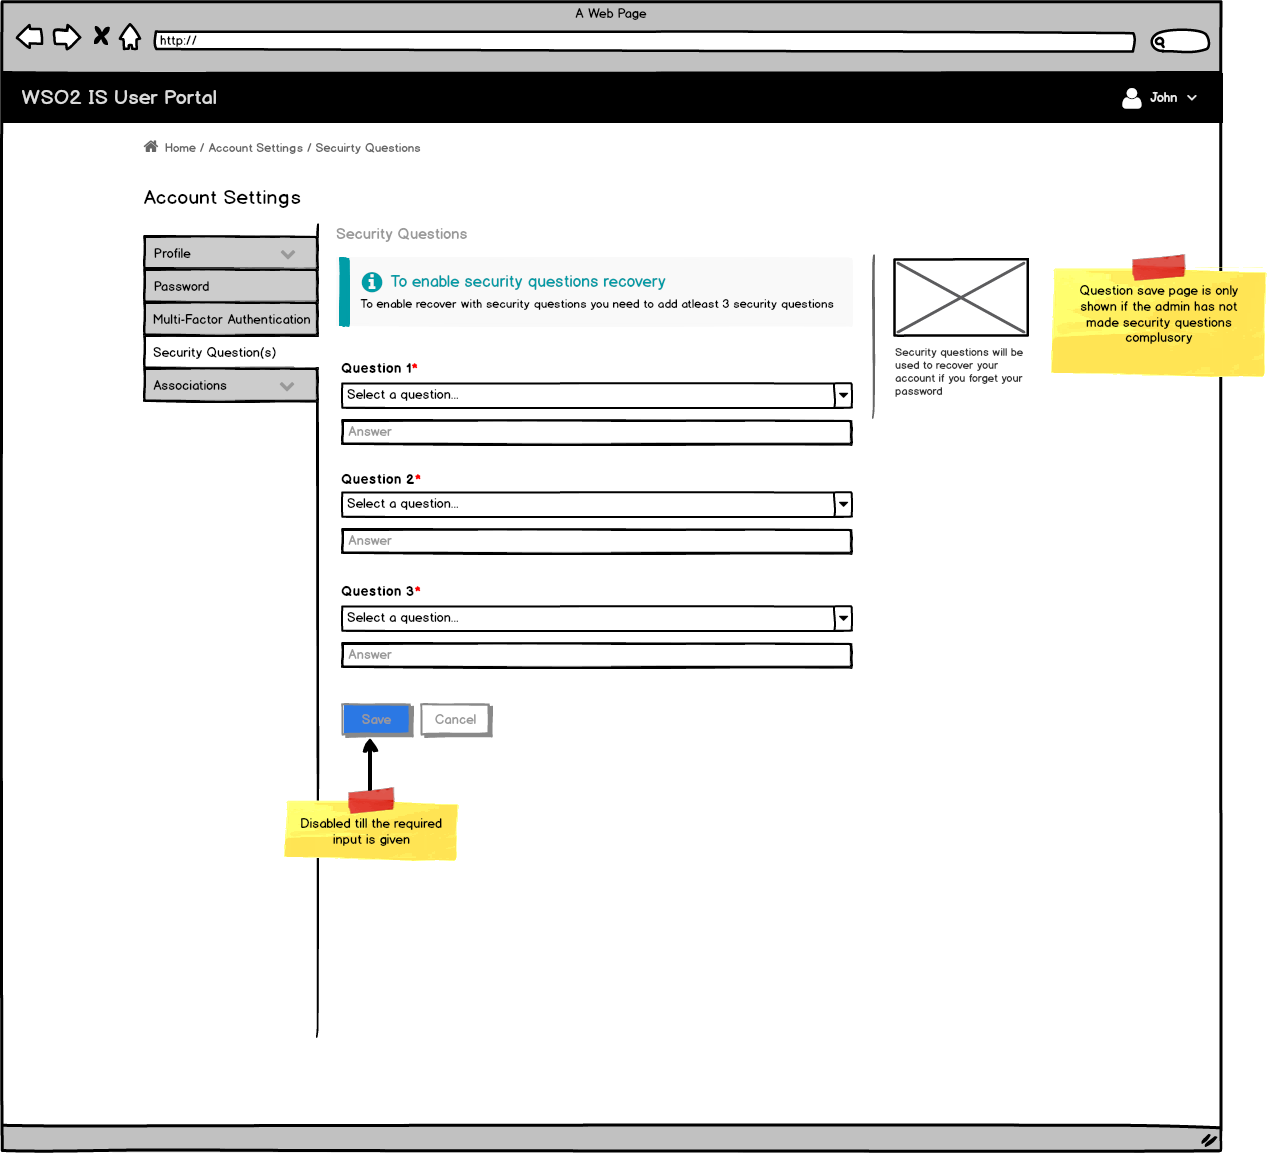 A Web Page
http://
WSO2 IS User Portal
John
Home / Account Settings / Secuirty Questions
Account Settings
Profile
Password
Multi-Factor Authentication
Security Question(s)
Associations
Security Questions
To enable security questions recovery
To enable recover with security questions you need to add atleast 3 security questions
Question 1*
Select a question...
Answer
Question 2*
Select a question...
Answer
Question 3*
Select a question...
Answer
Save
Cancel
Disabled till the required
input is given
Security questions will be
used to recover your
account if you forget your
password
Question save page is only
shown if the admin has not
made security questions
complusory